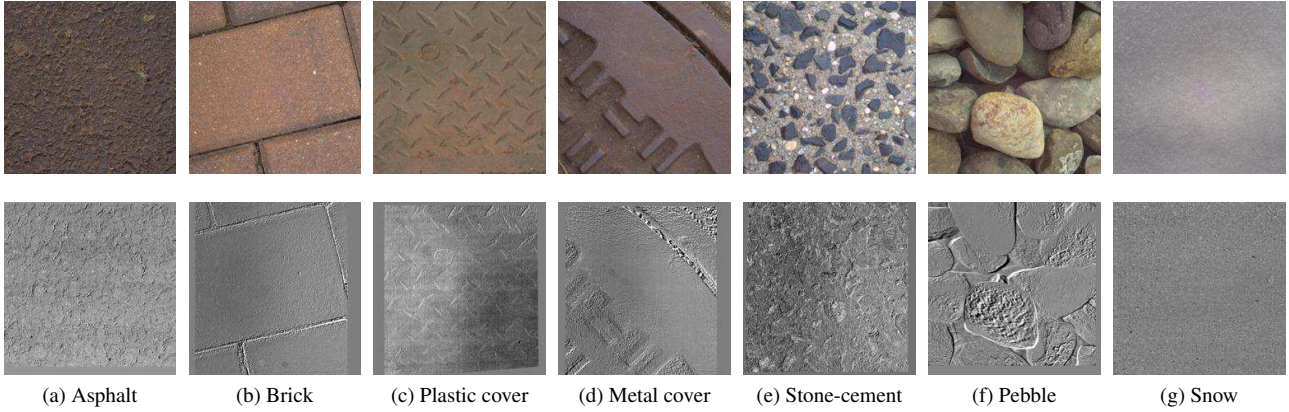 (a) Asphalt
(b) Brick
(c) Plastic cover
(d) Metal cover
(e) Stone-cement
(f) Pebble
(g) Snow